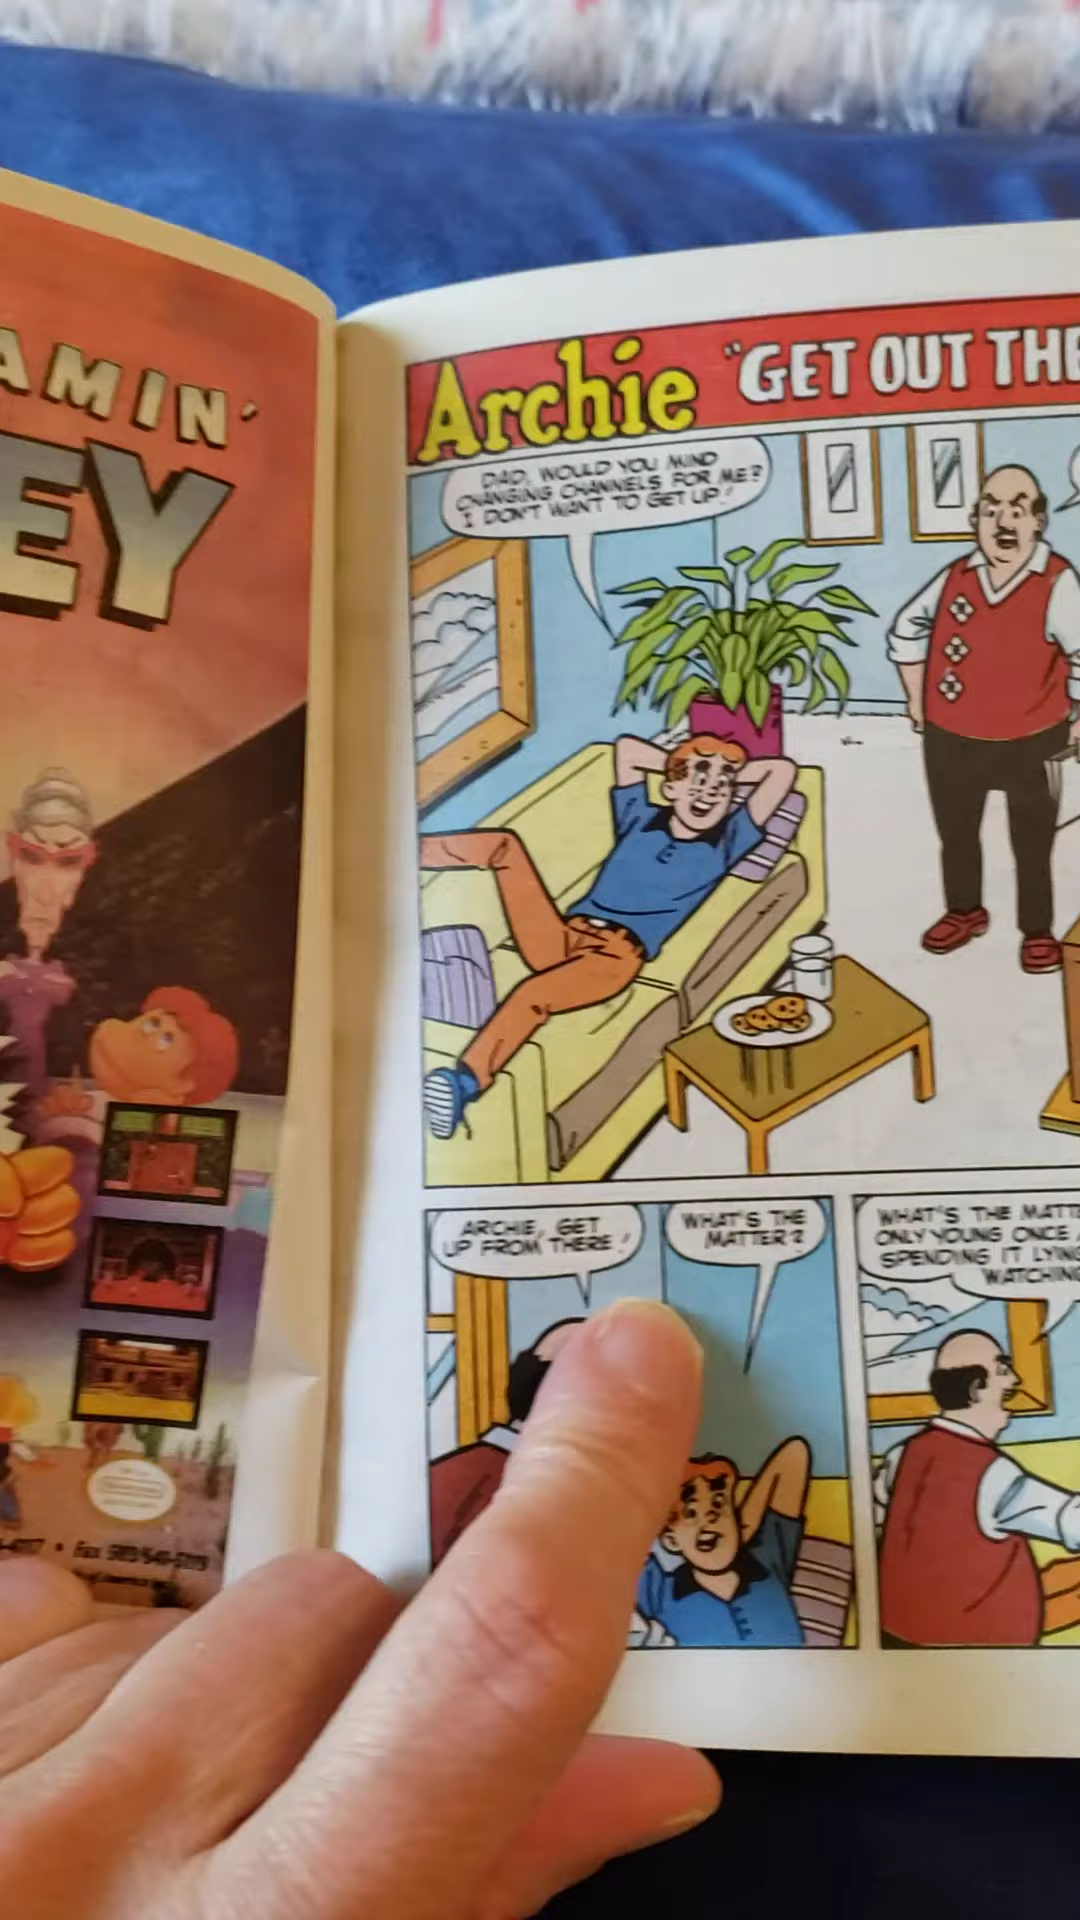 AMIN'
EY
Archie
"GET OUT THE
DAD, WOULD YOU MIND
CHANGING CHANNELS FOR ME?
I DON'T WANT TO GET UP!
ARCHIE, GET
UP FROM THERE!
WHAT'S THE
MATTER?
WHAT'S THE MATTE
ONLY YOUNG ONCE
SPENDING IT LYING
WATCHING
Fax